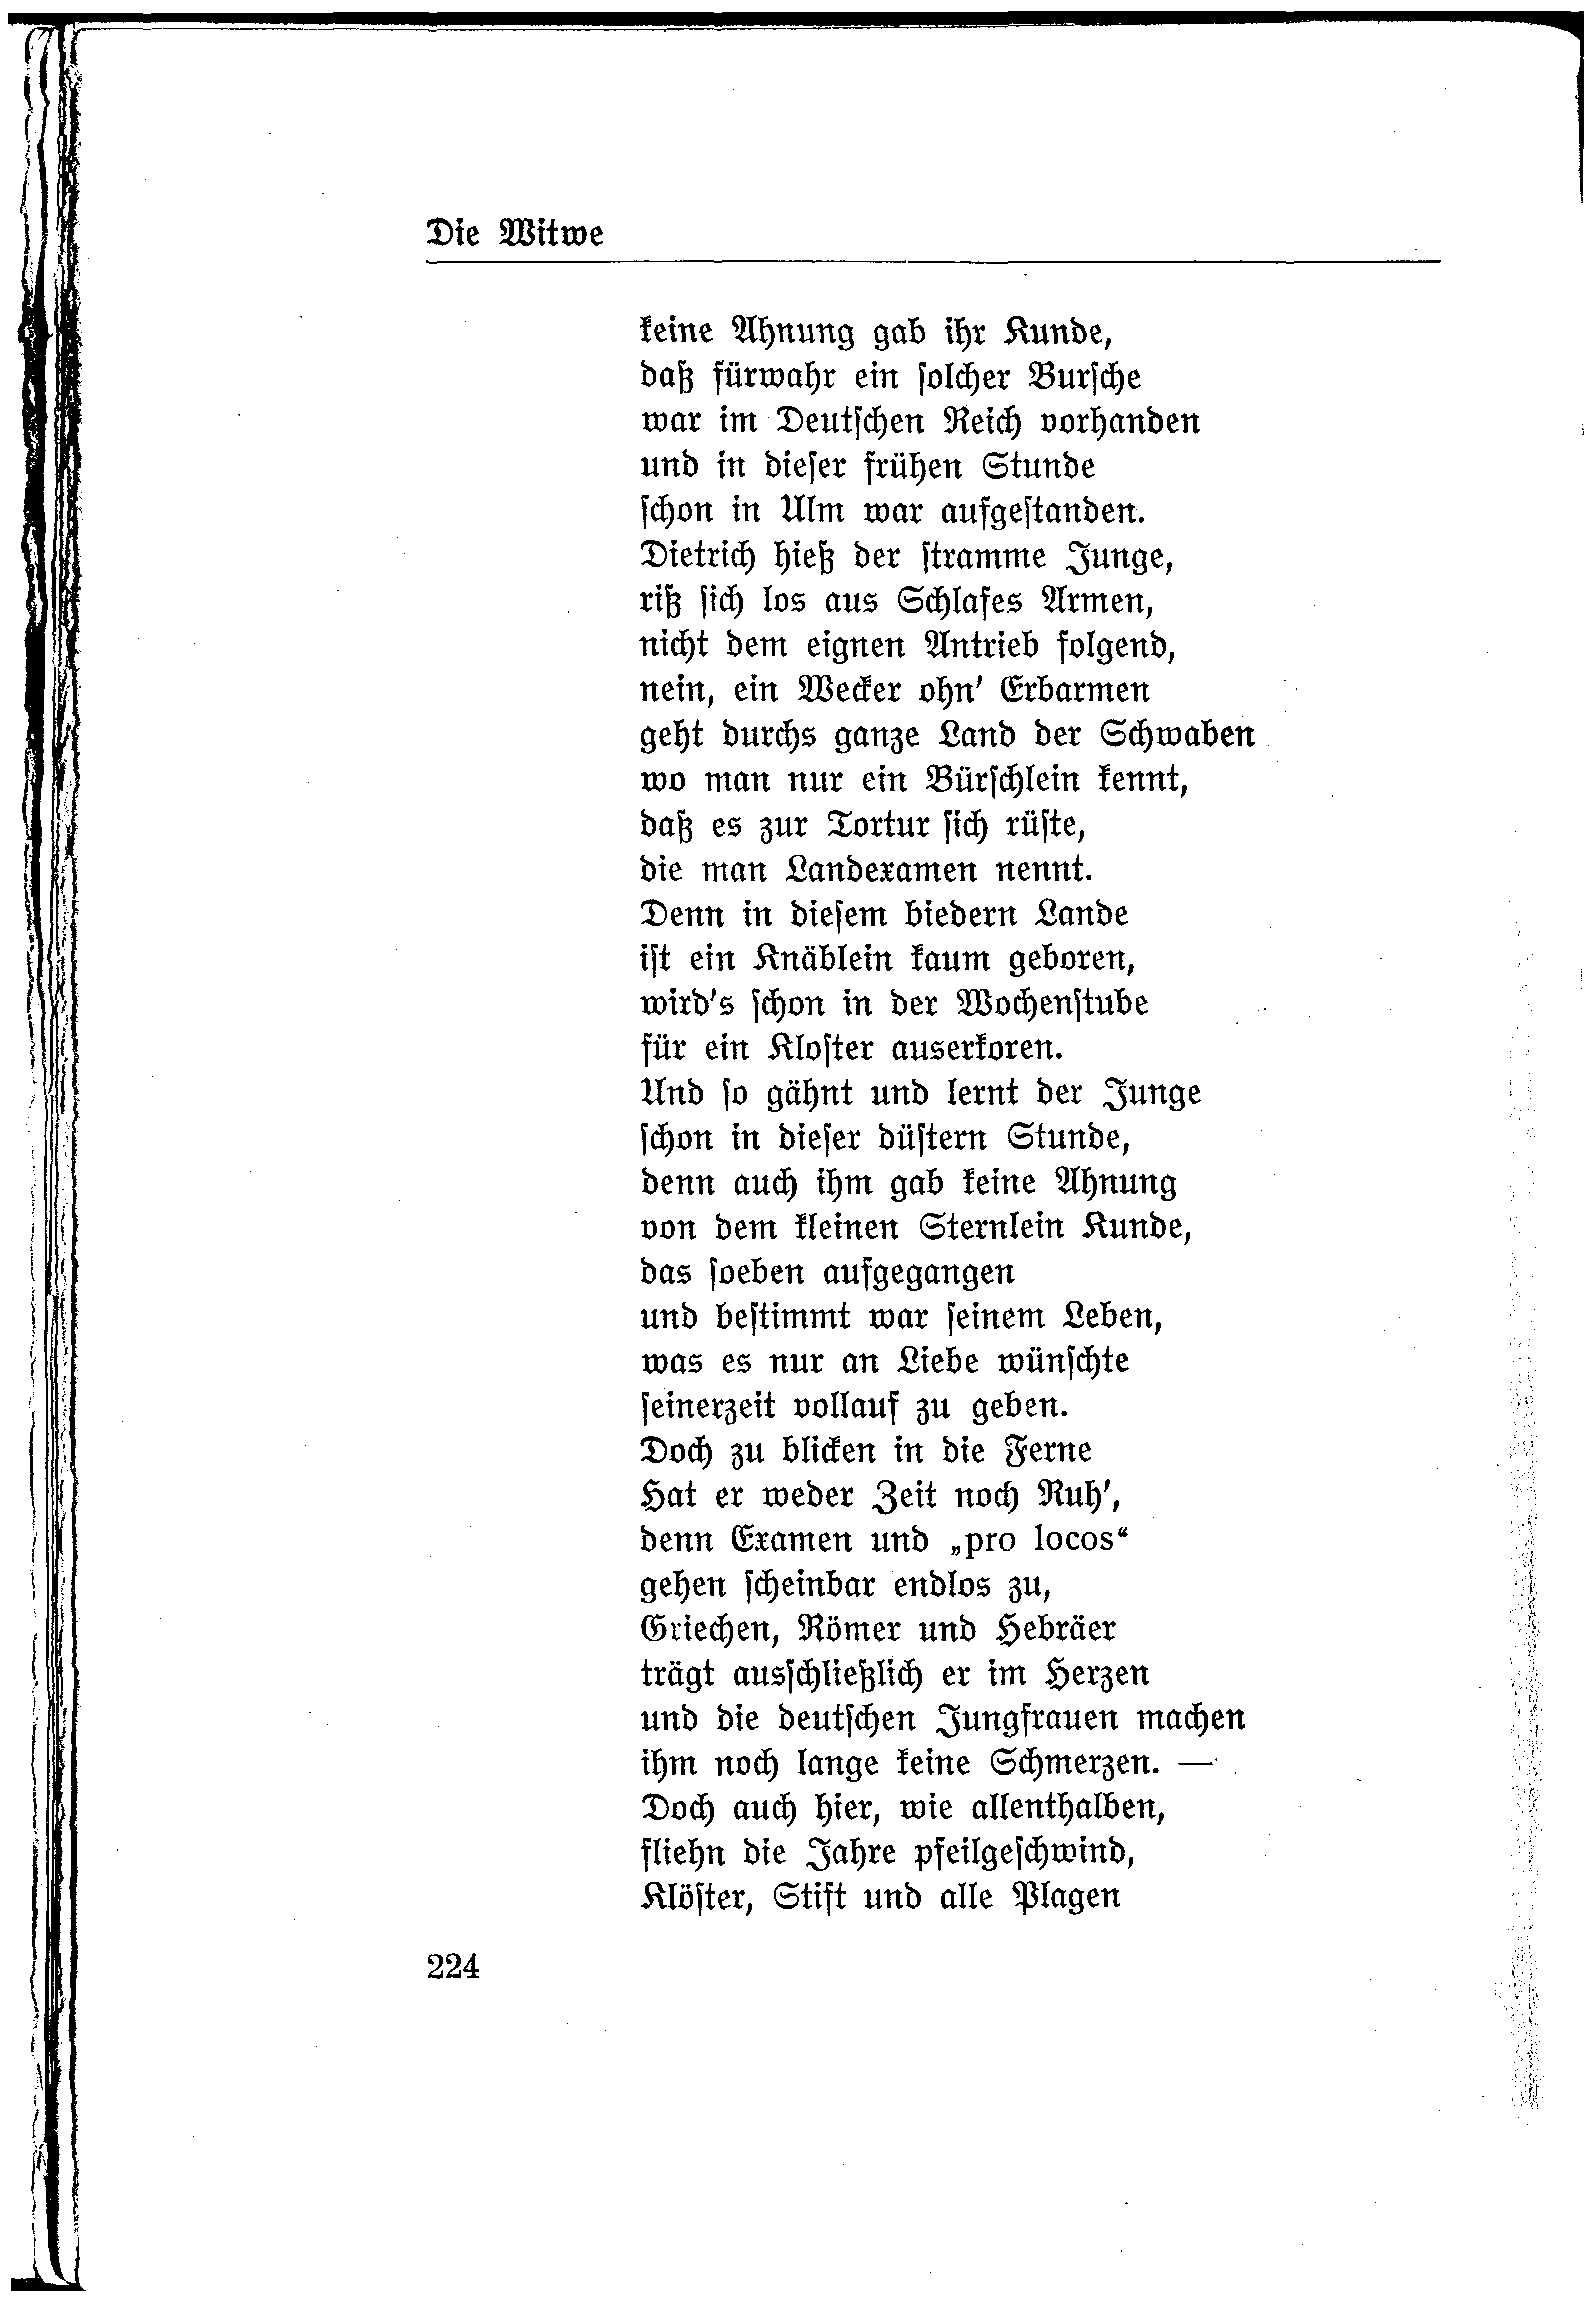 Die Witwe
keine Ahnung gab ihr Kunde,
daß fürwahr ein solcher Bursche
war im Deutschen Reich vorhanden
und in dieser frühen Stunde
schon in Ulm war aufgestanden.
Dietrich hieß der stramme Junge,
riß sich los aus Schlafes Armen,
nicht dem eignen Antrieb folgend,
nein, ein Wecker ohn' Erbarmen
geht durchs ganze Land der Schwaben
wo man nur ein Bürschlein kennt,
daß es zur Tortur sich rüste,
die man Landexamen nennt.
Denn in diesem biedern Lande
ist ein Knäblein kaum geboren,
wird's schon in der Wochenstube
für ein Kloster auserkoren.
Und so gähnt und lernt der Junge
schon in dieser düstern Stunde,
denn auch ihm gab keine Ahnung
von dem kleinen Sternlein Kunde,
das soeben aufgegangen
und bestimmt war seinem Leben,
was es nur an Liebe wünschte
seinerzeit vollauf zu geben.
Doch zu blicken in die Ferne
Hat er weder Zeit noch Ruh',
denn Examen und „pro locos“
gehen scheinbar endlos zu,
Griechen, Römer und Hebräer
trägt ausschließlich er im Herzen
und die deutschen Jungfrauen machen
ihm noch lange keine Schmerzen. —
Doch auch hier, wie allenthalben,
fliehn die Jahre pfeilgeschwind,
Klöster, Stift und alle Plagen
224